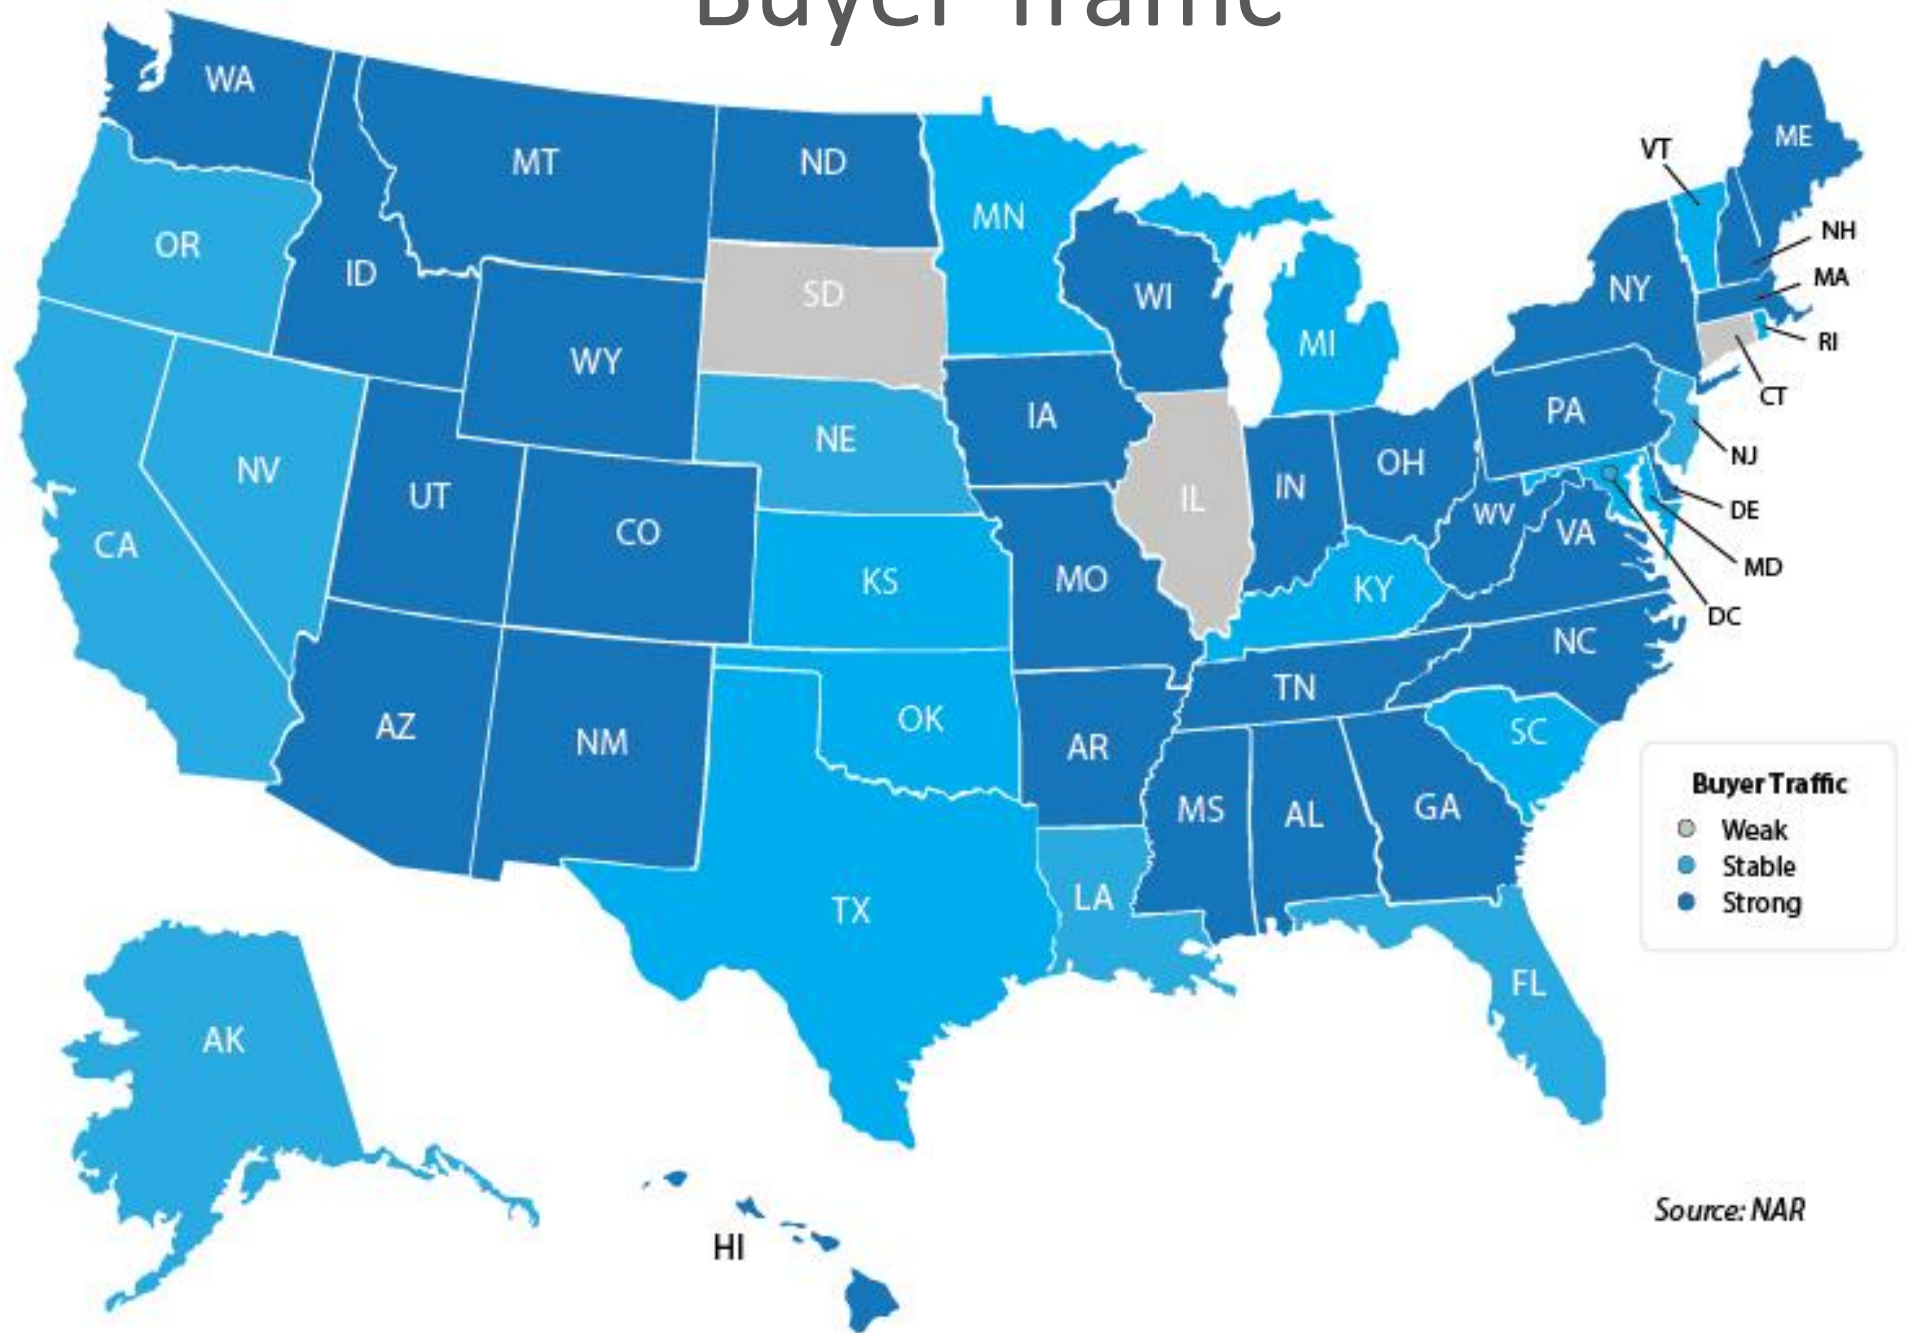 Buyer Traffic
WA
MT
ND
MN
ME
VT
OR
ID
SD
WI
MI
NY
NH
MA
RI
CT
WY
IA
PA
NE
NJ
NV
UT
CO
IL
IN
OH
WV
VA
DE
CA
KS
MO
KY
MD
DC
NC
TN
AZ
NM
OK
AR
SC
MS
AL
GA
TX
LA
FL
Buyer Traffic
Weak
Stable
Strong
AK
HI
Source: NAR